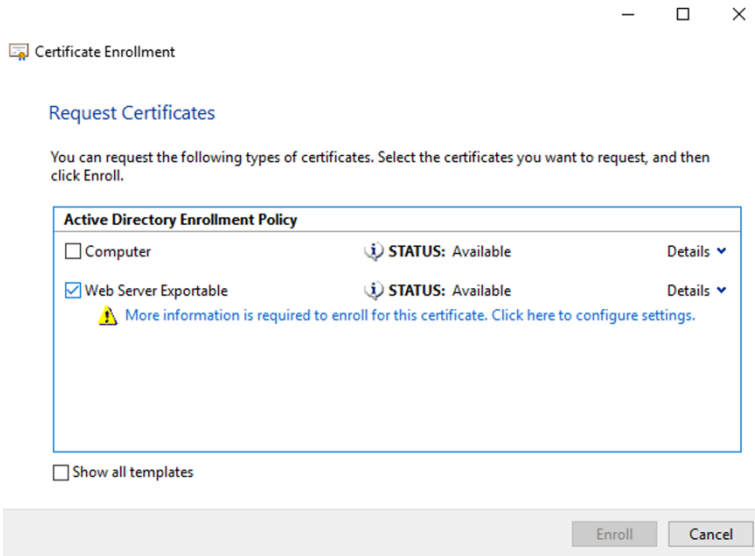 Certificate Enrollment
Request Certificates
You can request the following types of certificates. Select the certificates you want to request, and then
click Enroll.
Active Directory Enrollment Policy
Computer STATUS: Available Details
Web Server Exportable STATUS: Available Details
More information is required to enroll for this certificate. Click here to configure settings.
Show all templates
Enroll Cancel